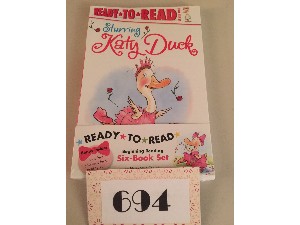 READY-TO-READ
Starring
Katy Duck
READY★TO★READ
Beginning Reading
Six-Book Set
694